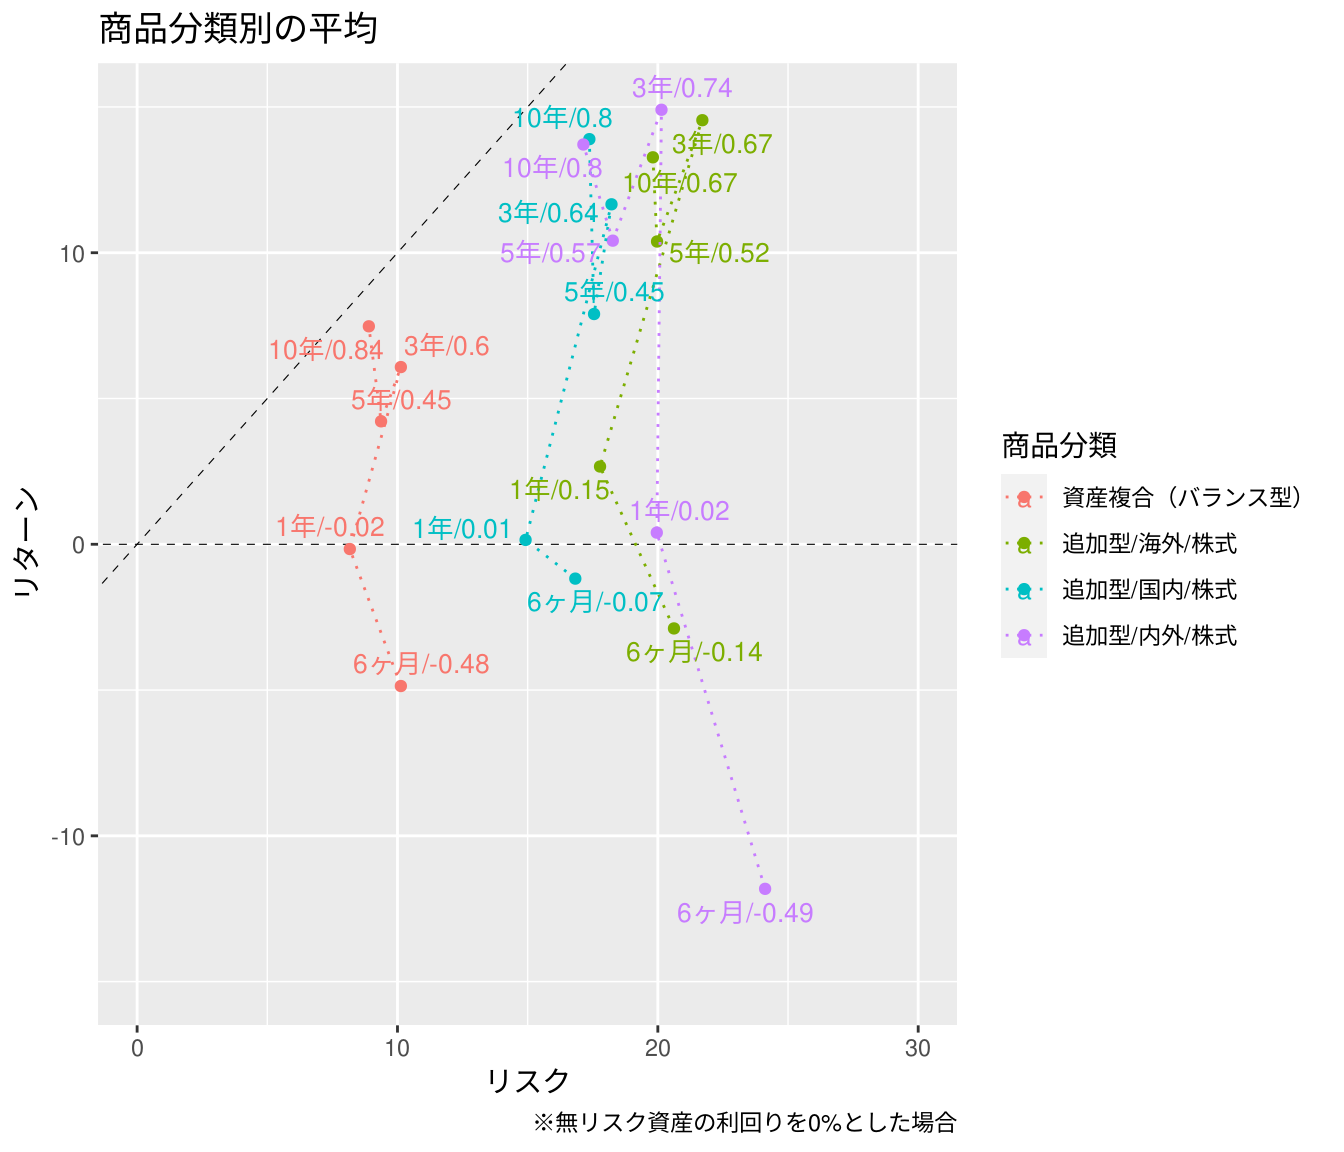 商品分類別の平均
3年/0.74
10年/0.8
3年/0.67
10年/0.8
10年/0.67
3年/0.64
5年/0.57
5年/0.52
5年/0.45
10年/0.84
3年/0.6
5年/0.45
1年/0.15
1年/0.02
1年/-0.02
1年/0.01
6ヶ月/-0.07
6ヶ月/-0.14
6ヶ月/-0.48
6ヶ月/-0.49
10
0
-10
リターン
0
10
20
30
リスク
※無リスク資産の利回りを0%とした場合
商品分類
a 資産複合（バランス型）
a 追加型/海外/株式
a 追加型/国内/株式
a 追加型/内外/株式